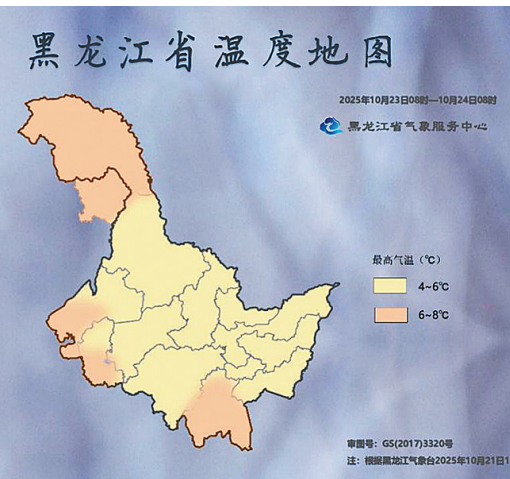 黑龙江省温度地图
2025年10月23日08时—10月24日08时
黑龙江省气象服务中心
最高气温（℃）
4~6℃
6~8℃
审图号：GS(2017)3320号
注：根据黑龙江气象台2025年10月21日1